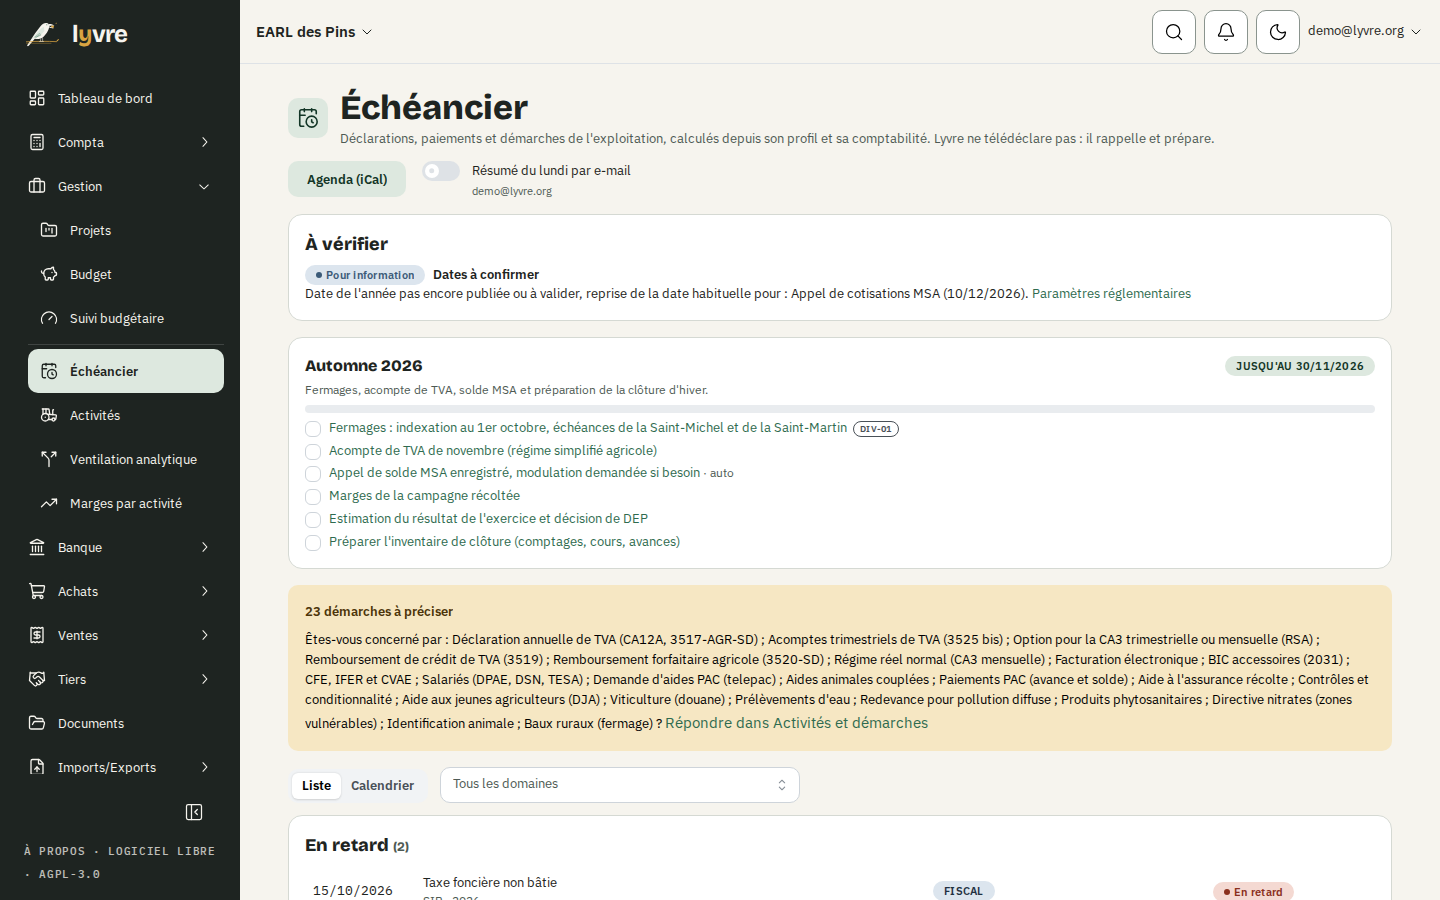 lyvre
EARL des Pins
demo@lyvre.org
Tableau de bord
Compta
Gestion
Projets
Budget
Suivi budgétaire
Échéancier
Activités
Ventilation analytique
Marges par activité
Banque
Achats
Ventes
Tiers
Documents
Imports/Exports
À PROPOS · LOGICIEL LIBRE
· AGPL-3.0
Échéancier
Déclarations, paiements et démarches de l'exploitation, calculés depuis son profil et sa comptabilité. Lyvre ne télédéclare pas : il rappelle et prépare.
Agenda (iCal)
Résumé du lundi par e-mail
demo@lyvre.org
À vérifier
Pour information Dates à confirmer
Date de l'année pas encore publiée ou à valider, reprise de la date habituelle pour : Appel de cotisations MSA (10/12/2026). Paramètres réglementaires
Automne 2026
JUSQU'AU 30/11/2026
Fermages, acompte de TVA, solde MSA et préparation de la clôture d'hiver.
Fermages : indexation au 1er octobre, échéances de la Saint-Michel et de la Saint-Martin DIV-01
Acompte de TVA de novembre (régime simplifié agricole)
Appel de solde MSA enregistré, modulation demandée si besoin · auto
Marges de la campagne récoltée
Estimation du résultat de l'exercice et décision de DEP
Préparer l'inventaire de clôture (comptages, cours, avances)
23 démarches à préciser
Êtes-vous concerné par : Déclaration annuelle de TVA (CA12A, 3517-AGR-SD) ; Acomptes trimestriels de TVA (3525 bis) ; Option pour la CA3 trimestrielle ou mensuelle (RSA) ;
Remboursement de crédit de TVA (3519) ; Remboursement forfaitaire agricole (3520-SD) ; Régime réel normal (CA3 mensuelle) ; Facturation électronique ; BIC accessoires (2031) ;
CFE, IFER et CVAE ; Salariés (DPAE, DSN, TESA) ; Demande d'aides PAC (telepac) ; Aides animales couplées ; Paiements PAC (avance et solde) ; Aide à l'assurance récolte ; Contrôles et
conditionnalité ; Aide aux jeunes agriculteurs (DJA) ; Viticulture (douane) ; Prélèvements d'eau ; Redevance pour pollution diffuse ; Produits phytosanitaires ; Directive nitrates (zones
vulnérables) ; Identification animale ; Baux ruraux (fermage) ? Répondre dans Activités et démarches
Liste
Calendrier
Tous les domaines
En retard (2)
15/10/2026
Taxe foncière non bâtie
FISCAL
En retard